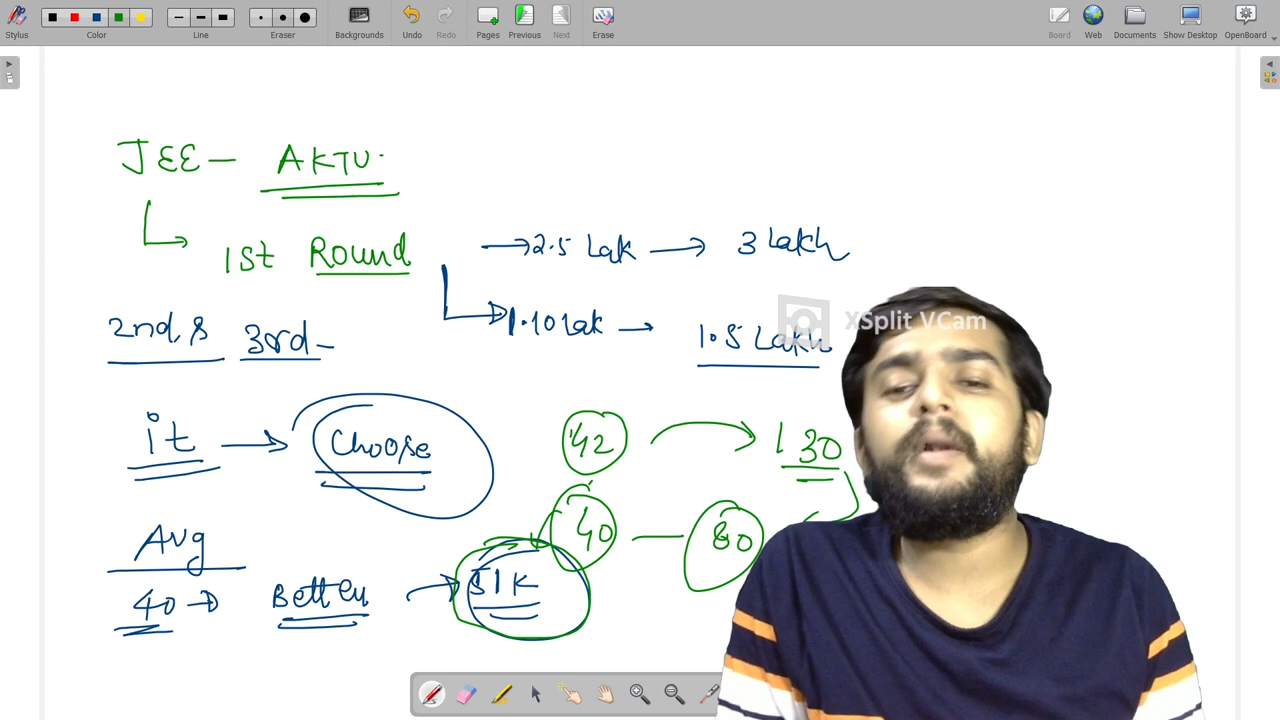 Stylus Color Line Eraser Backgrounds Undo Redo Pages Previous Next Erase Board Web Documents Show Desktop OpenBoard
JEE - AKTU.
1st Round
→ 2.5 Lak → 3 Lakh
→ 1.10 Lak → 1.5 Lakh
XSplit VCam
2nd, & 3rd -
it → Choose
42 → 130
40 - 80
Avg
40 → Better → 51K